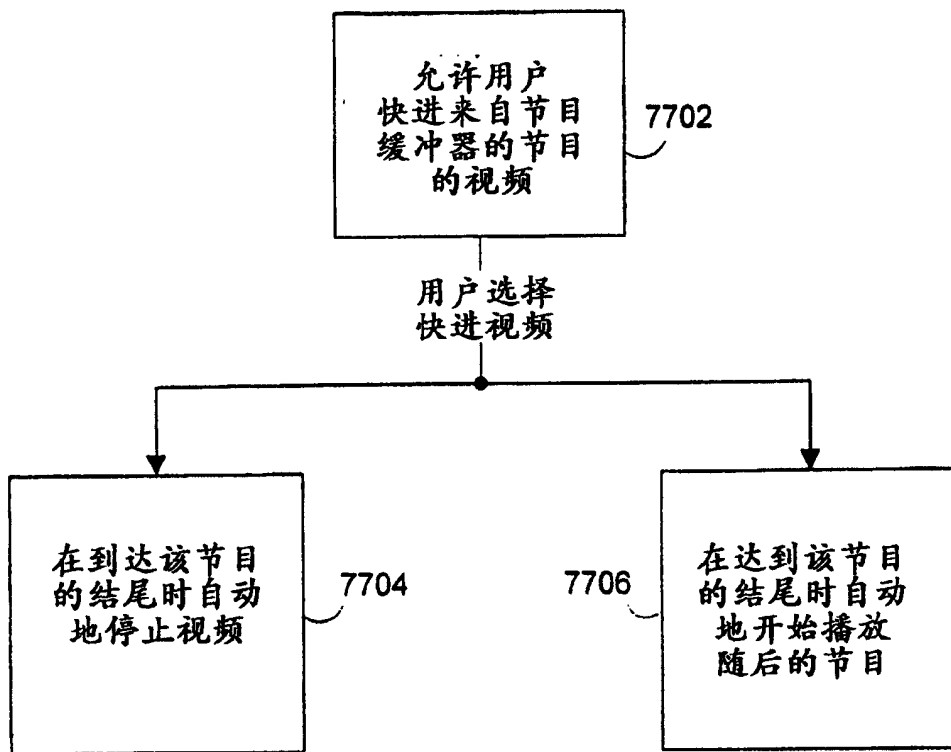 允许用户
快进来自节目
缓冲器的节目
的视频
7702
用户选择
快进视频
在到达该节目
的结尾时自动
地停止视频
7704
7706
在达到该节目
的结尾时自动
地开始播放
随后的节目